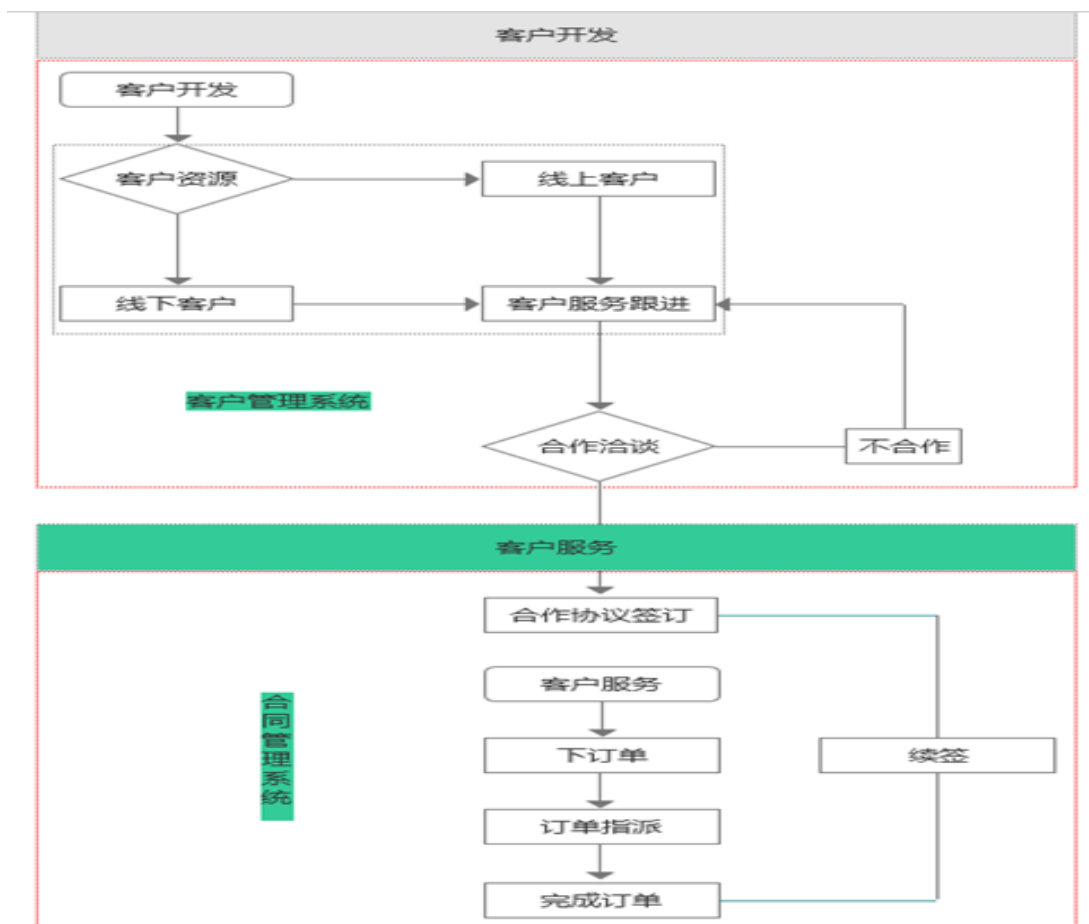 客户开发
客户开发
客户资源
线上客户
线下客户
客户服务跟进
客户管理系统
合作洽谈
不合作
客户服务
合作协议签订
客户服务
合同管理系统
下订单
续签
订单指派
完成订单